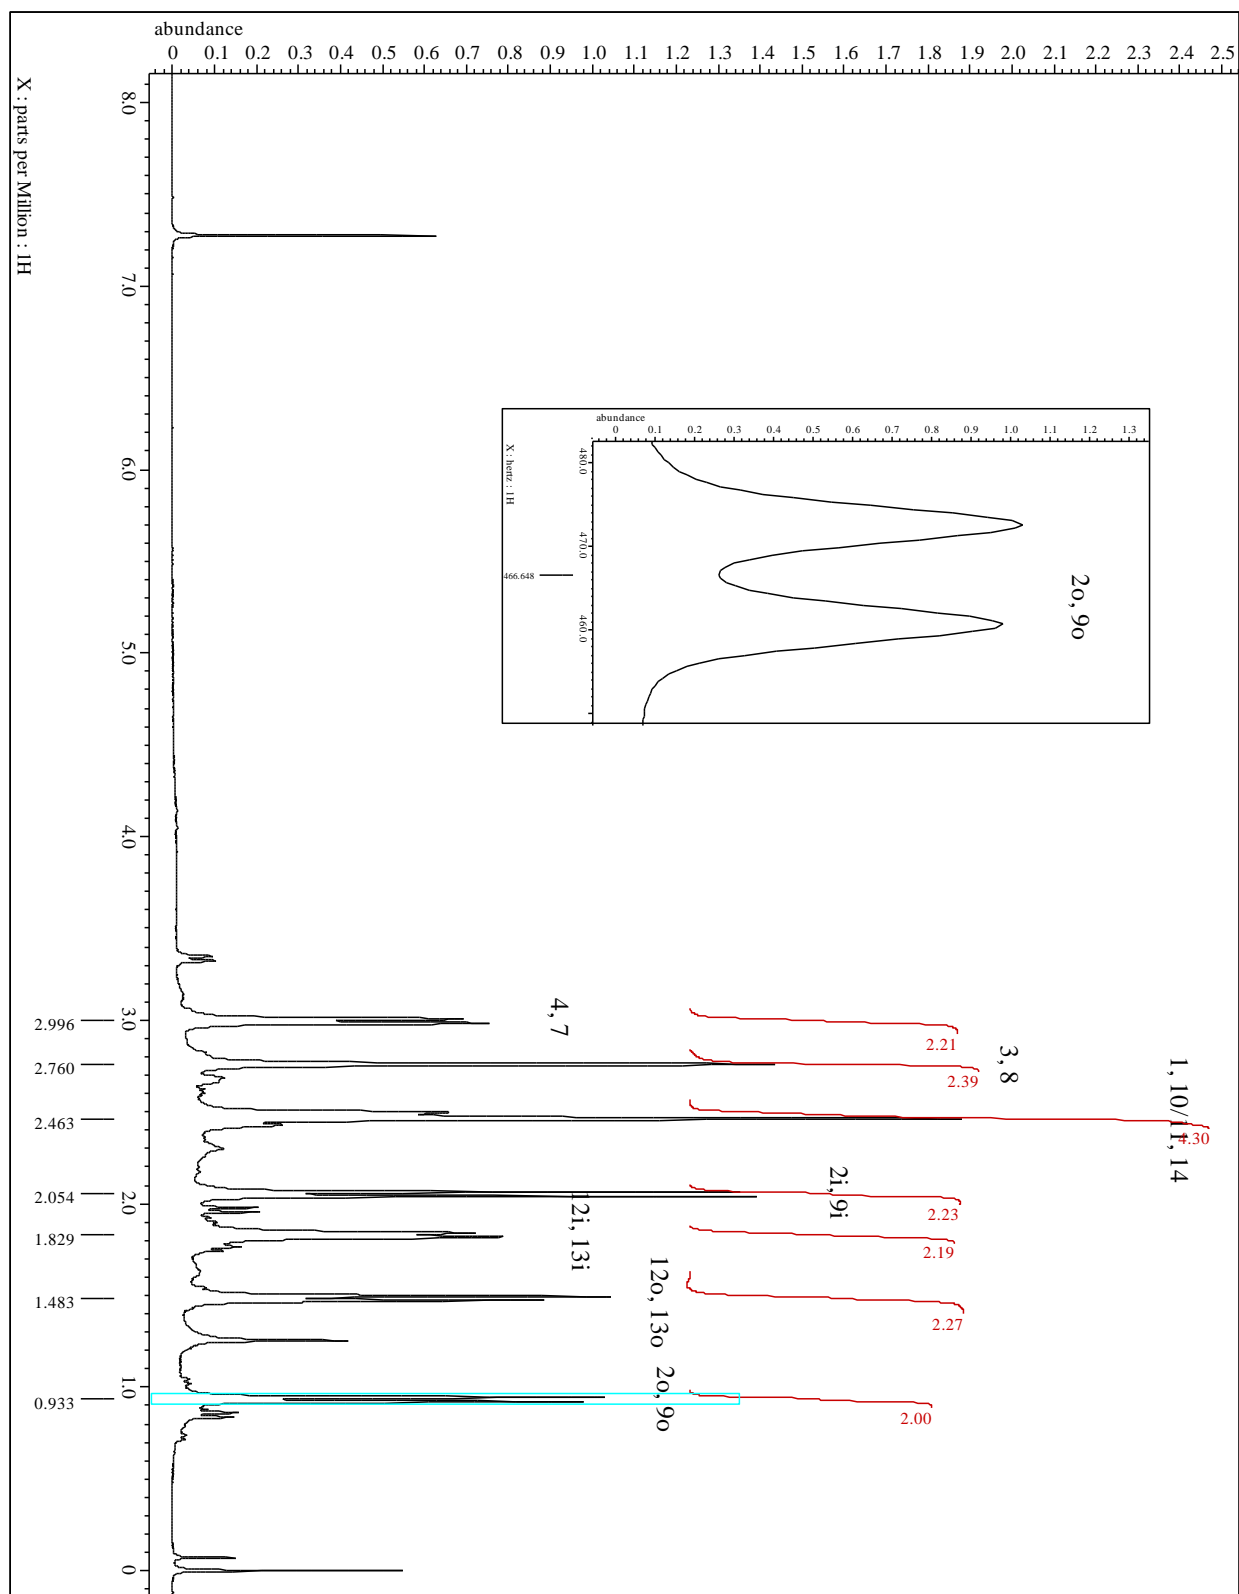 abundance
0 0.1 0.2 0.3 0.4 0.5 0.6 0.7 0.8 0.9 1.0 1.1 1.2 1.3 1.4 1.5 1.6 1.7 1.8 1.9 2.0 2.1 2.2 2.3 2.4 2.5
X : parts per Million : 1H
8.0 7.0 6.0 5.0 4.0 3.0 2.0 1.0 0
2.996 2.760 2.463 2.054 1.829 1.483 0.933
abundance
0 0.1 0.2 0.3 0.4 0.5 0.6 0.7 0.8 0.9 1.0 1.1 1.2 1.3
X : hertz : 1H
480.0 470.0 460.0
466.648
2o, 9o
4, 7
3, 8
1, 10/11, 14
2i, 9i
12i, 13i
12o, 13o
2o, 9o
2.21
2.39
4.30
2.23
2.19
2.27
2.00